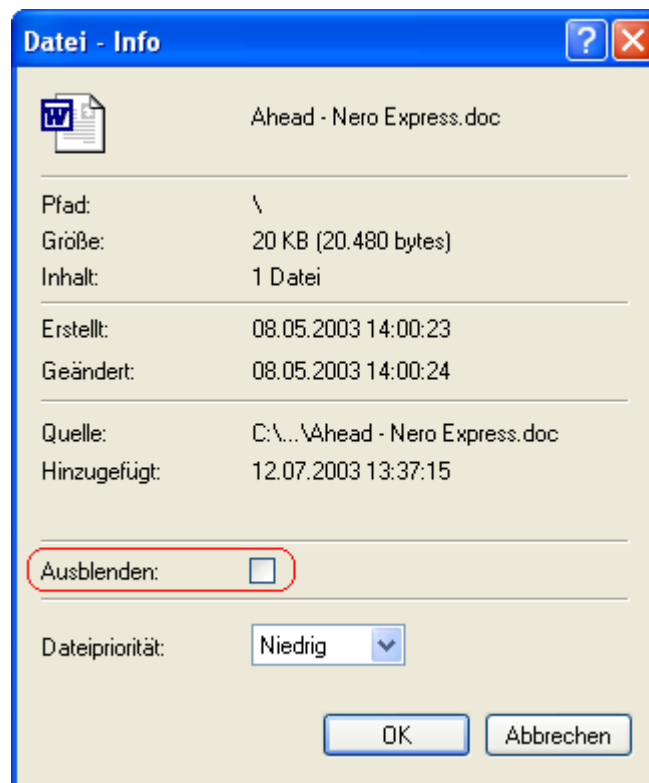 Datei - Info
Ahead - Nero Express.doc
Pfad: \
Größe: 20 KB (20.480 bytes)
Inhalt: 1 Datei
Erstellt: 08.05.2003 14:00:23
Geändert: 08.05.2003 14:00:24
Quelle: C:\...\Ahead - Nero Express.doc
Hinzugefügt: 12.07.2003 13:37:15
Ausblenden:
Dateipriorität: Niedrig
OK Abbrechen